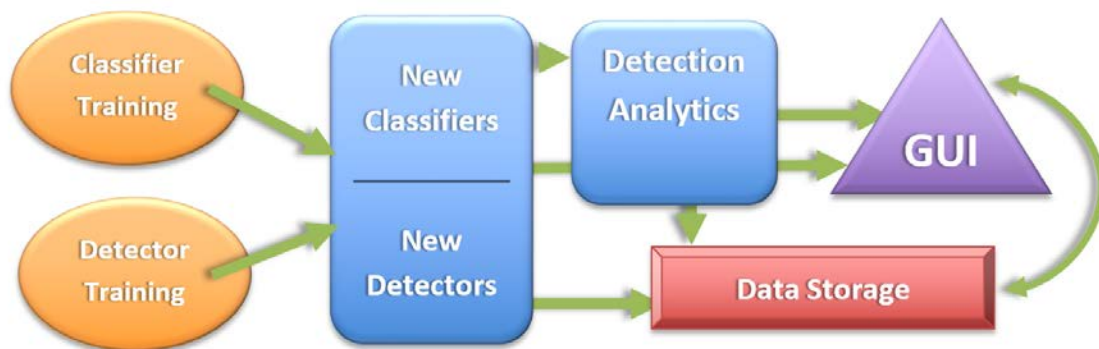 Classifier
Training
Detector
Training
New
Classifiers
New
Detectors
Detection
Analytics
GUI
Data Storage